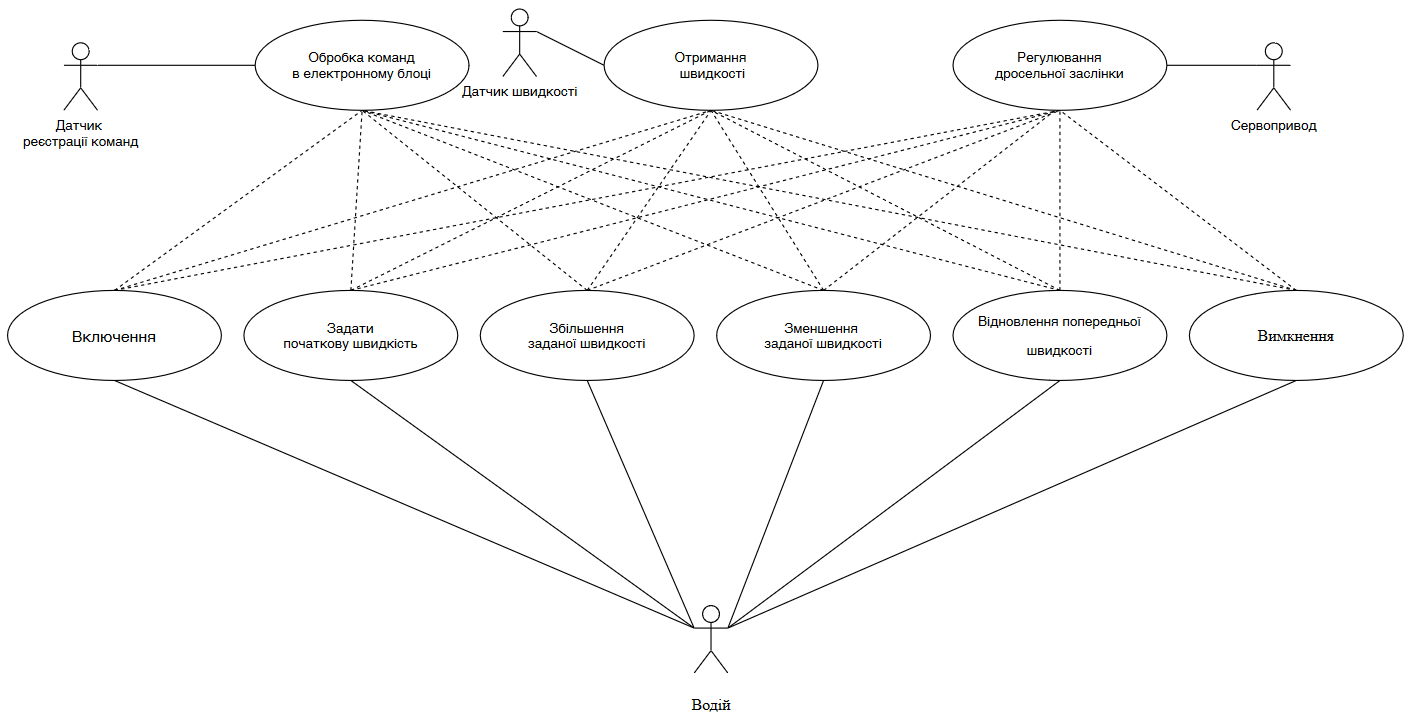 Обробка команд
в електронному блоці
Датчик швидкості
Отримання
швидкості
Регулювання
дросельної заслінки
Датчик
реєстрації команд
Сервопривод
Включення
Задати
початкову швидкість
Збільшення
заданої швидкості
Зменшення
заданої швидкості
Відновлення попередньої
швидкості
Вимкнення
Водій